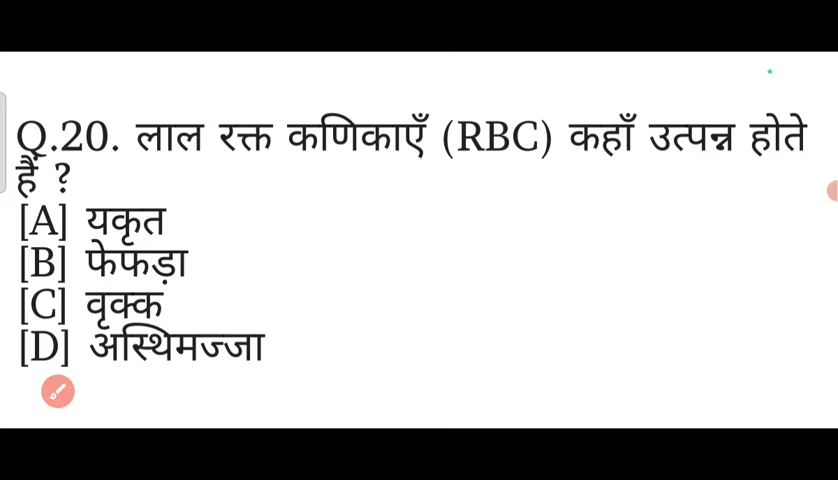 Q.20. लाल रक्त कणिकाएँ (RBC) कहाँ उत्पन्न होते
हैं ?
[A] यकृत
[B] फेफड़ा
[C] वृक्क
[D] अस्थिमज्जा